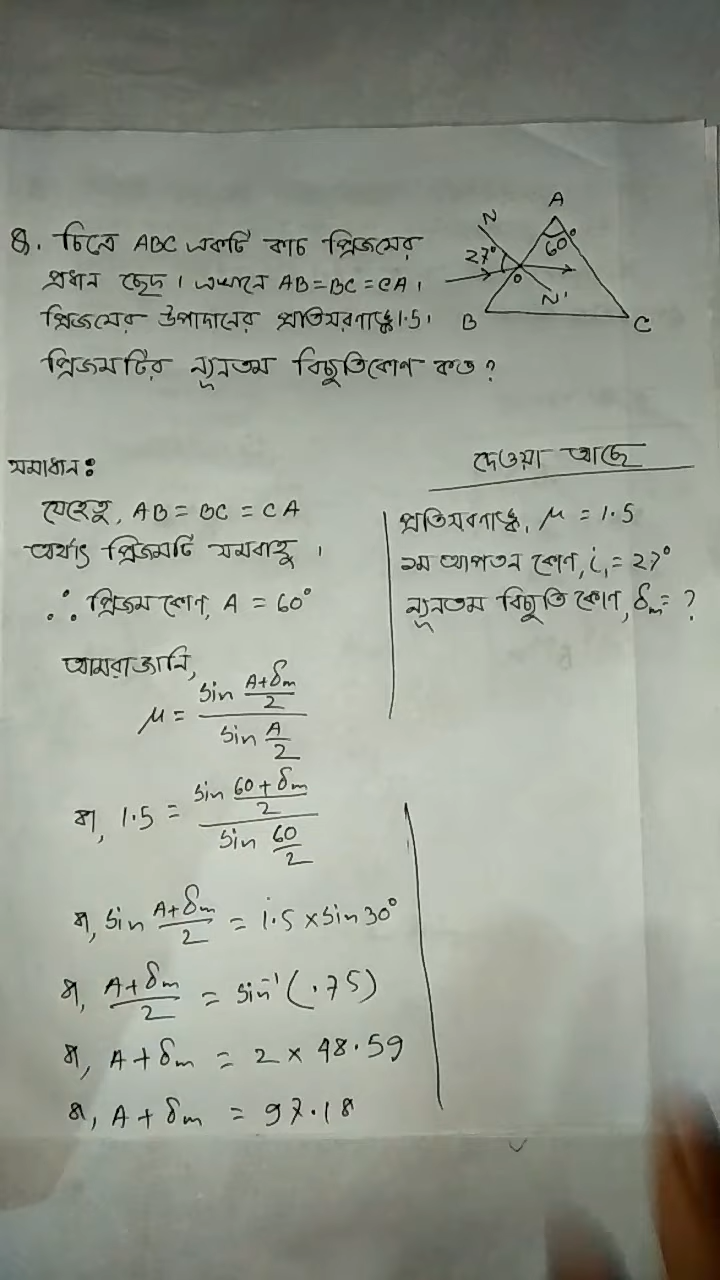 ৪. চিত্রে ABC একটি কাচ প্রিজমের
প্রধান ছেদ। এখানে AB=BC=CA।
প্রিজমের উপাদানের প্রতিসরণাঙ্ক 1.5।
প্রিজমটির ন্যূনতম বিচ্যুতিকোণ কত?
A
N
27°
60°
O
N'
B
C
সমাধান:
যেহেতু, AB = BC = CA
অর্থাৎ প্রিজমটি সমবাহু।
∴ প্রিজম কোণ, A = 60°
আমরা জানি,
μ = sin (A+δm)/2 / sin A/2
বা, 1.5 = sin (60+δm)/2 / sin 60/2
বা, sin (A+δm)/2 = 1.5 × sin 30°
বা, (A+δm)/2 = sin⁻¹(.75)
বা, A+δm = 2 × 48.59
বা, A+δm = 97.18
দেওয়া আছে
প্রতিসরণাঙ্ক, μ = 1.5
১ম আপতন কোণ, i₁ = 27°
ন্যূনতম বিচ্যুতি কোণ, δm = ?